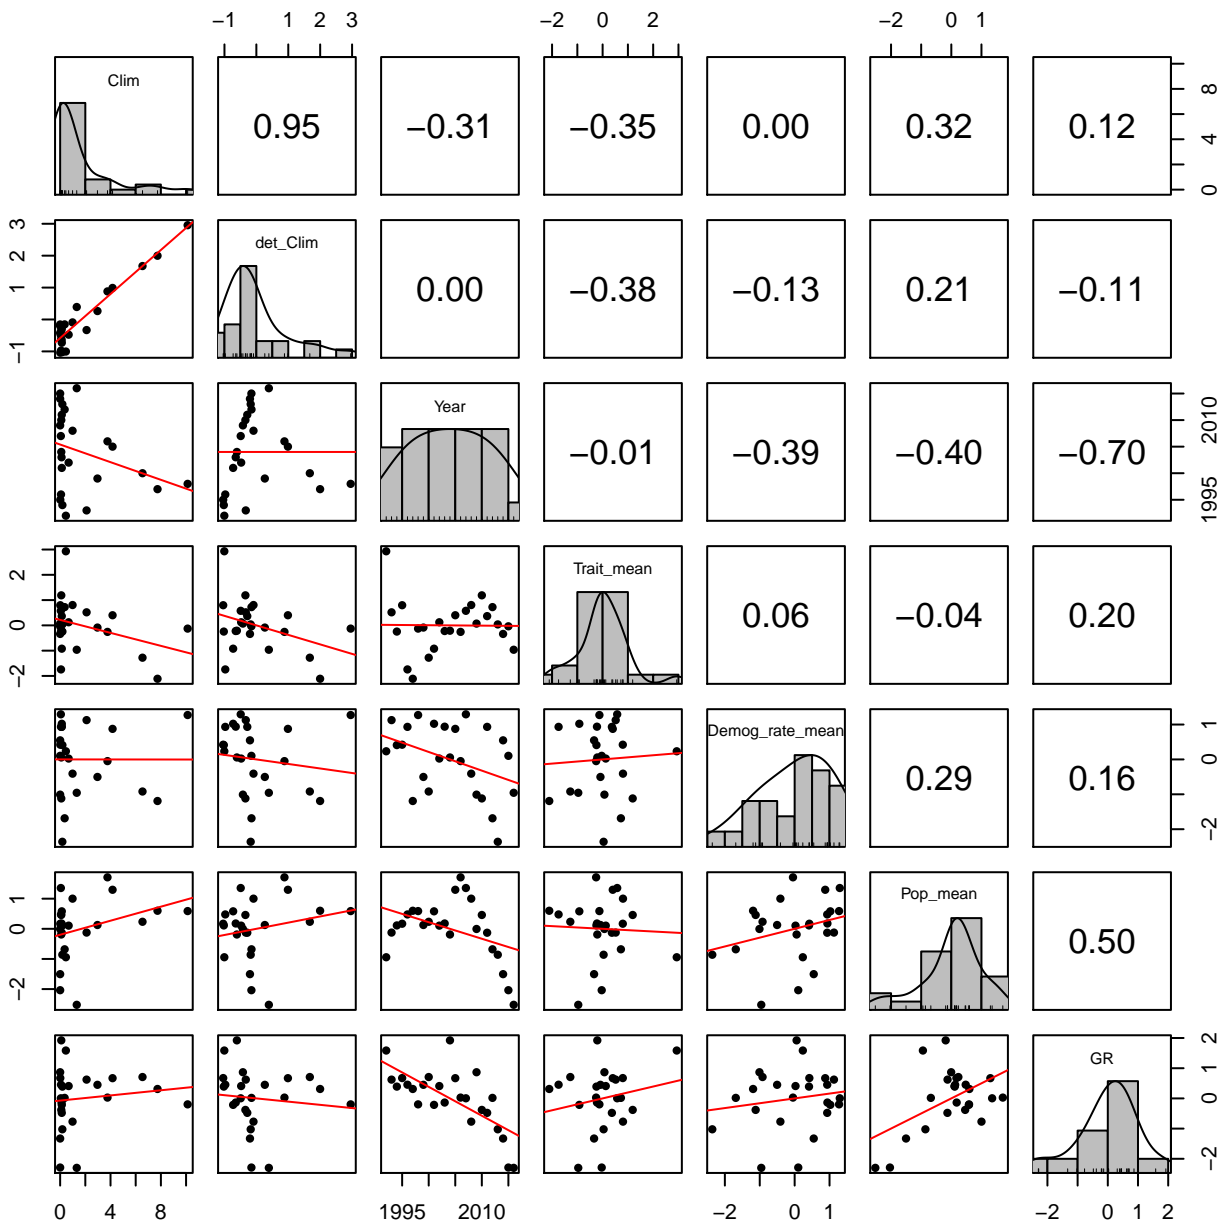 −1 1 2 3 −2 0 2 −2 0 1
Clim 0.95 −0.31 −0.35 0.00 0.32 0.12 0 4 8
−1 1 2 3 det_Clim 0.00 −0.38 −0.13 0.21 −0.11
Year −0.01 −0.39 −0.40 −0.70 1995 2010
−2 0 2 Trait_mean 0.06 −0.04 0.20
Demog_rate_mean 0.29 0.16 −2 0 1
−2 0 1 Pop_mean 0.50
GR −2 0 1 2
0 4 8 1995 2010 −2 0 1 −2 0 1 2